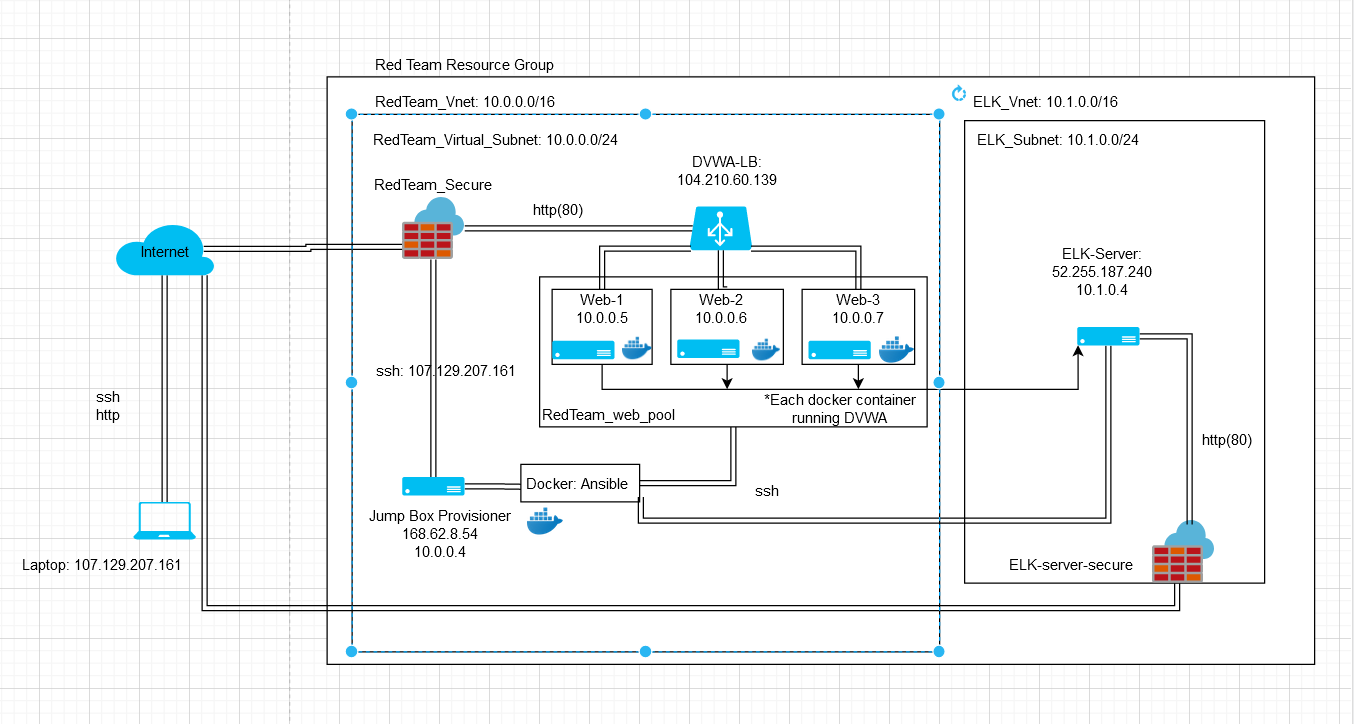 Red Team Resource Group
RedTeam_Vnet: 10.0.0.0/16
ELK_Vnet: 10.1.0.0/16
RedTeam_Virtual_Subnet: 10.0.0.0/24
ELK_Subnet: 10.1.0.0/24
DVWA-LB:
104.210.60.139
RedTeam_Secure
http(80)
Internet
ELK-Server:
52.255.187.240
10.1.0.4
Web-1
10.0.0.5
Web-2
10.0.0.6
Web-3
10.0.0.7
ssh: 107.129.207.161
ssh
http
*Each docker container
running DVWA
RedTeam_web_pool
http(80)
Docker: Ansible
ssh
Jump Box Provisioner
168.62.8.54
10.0.0.4
Laptop: 107.129.207.161
ELK-server-secure